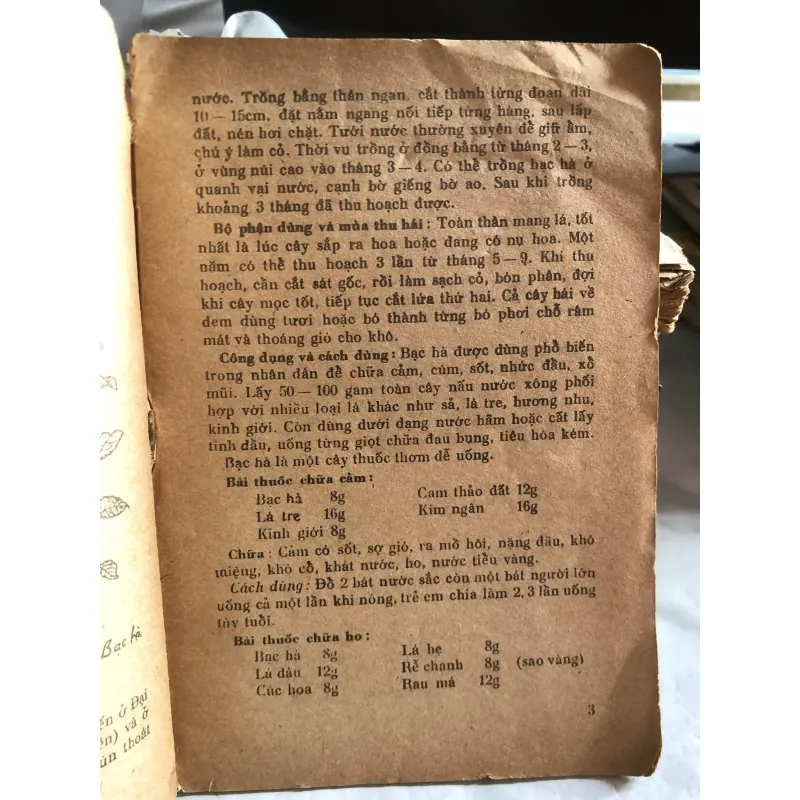 nước. Trồng bằng thân ngan, cắt thành từng đoạn dài
10 — 15cm, đặt nằm ngang nối tiếp từng hàng, sau lấp
đất, nén hơi chặt. Tưới nước thường xuyên để giữ ẩm,
chú ý làm cỏ. Thời vụ trồng ở đồng bằng từ tháng 2 — 3,
ở vùng núi cao vào tháng 3 — 4. Có thể trồng bạc hà ở
quanh vại nước, cạnh bờ giếng bờ ao. Sau khi trồng
khoảng 3 tháng đã thu hoạch được.
Bộ phận dùng và mùa thu hái : Toàn thân mang lá, tốt
nhất là lúc cây sắp ra hoa hoặc đang có nụ hoa. Một
năm có thể thu hoạch 3 lần từ tháng 5 — 9. Khi thu
hoạch, cần cắt sát gốc, rồi làm sạch cỏ, bón phân, đợi
khi cây mọc tốt, tiếp tục cắt lứa thứ hai. Cả cây hái về
đem dùng tươi hoặc bó thành từng bó phơi chỗ râm
mát và thoáng gió cho khô.
Công dụng và cách dùng : Bạc hà được dùng phổ biến
trong nhân dân để chữa cảm, cúm, sốt, nhức đầu, xổ
mũi. Lấy 50 — 100 gam toàn cây nấu nước xông phối
hợp với nhiều loại lá khác như sả, lá tre, hương nhu,
kinh giới. Còn dùng dưới dạng nước hãm hoặc cất lấy
tinh dầu, uống từng giọt chữa đau bụng, tiêu hóa kém.
Bạc hà là một cây thuốc thơm dễ uống.
Bài thuốc chữa cảm :
Bạc hà 8g Cam thảo đất 12g
Lá tre 16g Kim ngân 16g
Kinh giới 8g
Chữa : Cảm có sốt, sợ gió, ra mồ hôi, nặng đầu, khô
miệng, khô cổ, khát nước, ho, nước tiểu vàng.
Cách dùng : Đổ 2 bát nước sắc còn một bát người lớn
uống cả một lần khi nóng, trẻ em chia làm 2, 3 lần uống
tùy tuổi.
Bài thuốc chữa ho :
Bạc hà 8g Lá hẹ 8g
Lá dâu 12g Rễ chanh 8g (sao vàng)
Cúc hoa 8g Rau má 12g
3
Bạc hà
ến ở Đại
ện) và ở
ùn thoát